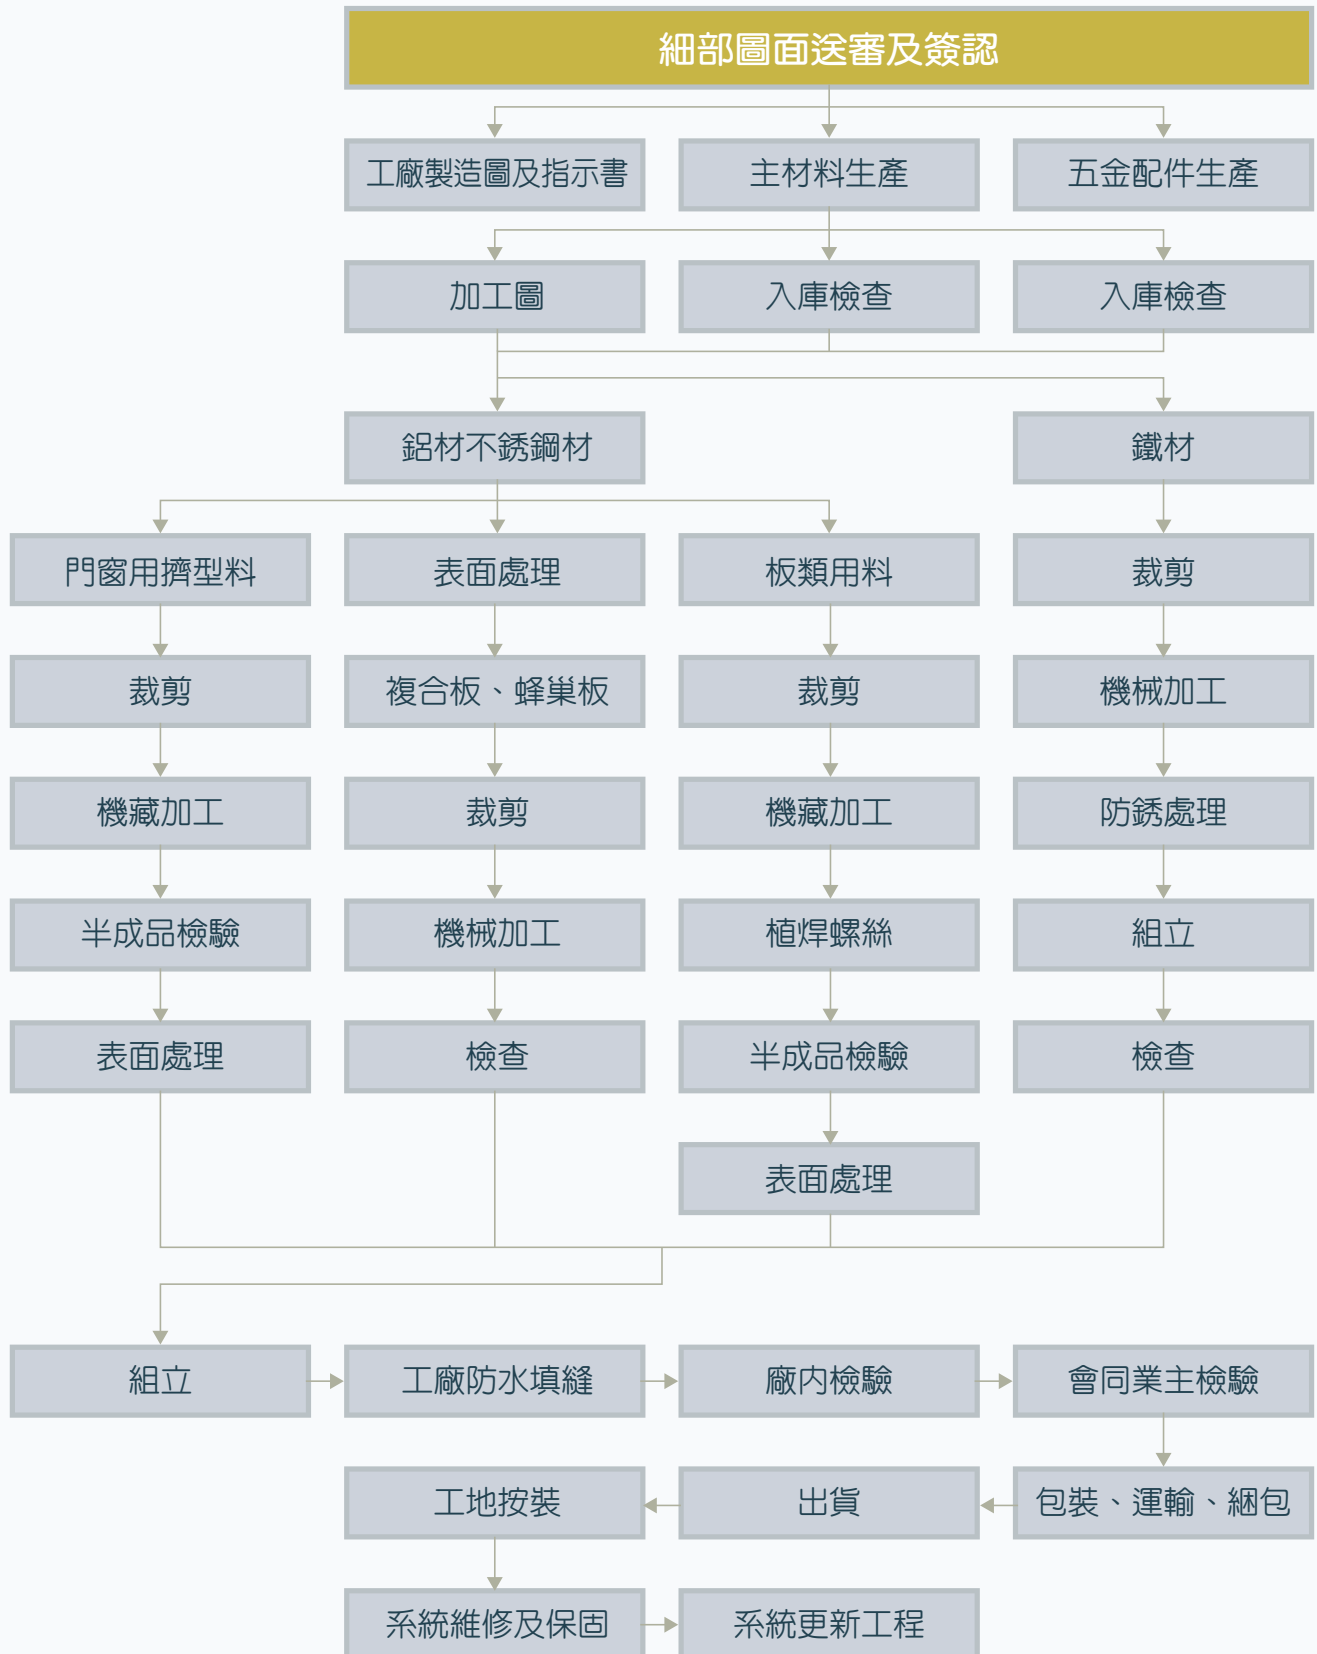 細部圖面送審及簽認
工廠製造圖及指示書
主材料生產
五金配件生產
加工圖
入庫檢查
入庫檢查
鋁材不銹鋼材
鐵材
門窗用擠型料
表面處理
板類用料
裁剪
裁剪
複合板、蜂巢板
裁剪
機械加工
機藏加工
裁剪
機藏加工
防銹處理
半成品檢驗
機械加工
植焊螺絲
組立
表面處理
檢查
半成品檢驗
檢查
表面處理
組立
工廠防水填縫
廠內檢驗
會同業主檢驗
工地按裝
出貨
包裝、運輸、綑包
系統維修及保固
系統更新工程